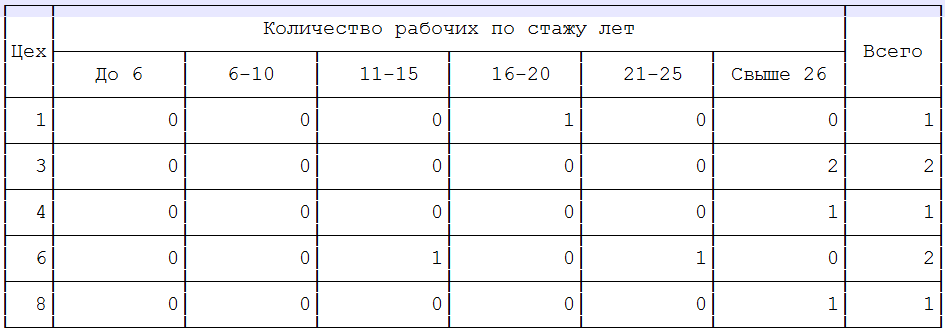 Количество рабочих по стажу лет
Цех Всего
До 6 6-10 11-15 16-20 21-25 Свыше 26
1 0 0 0 1 0 0 1
3 0 0 0 0 0 2 2
4 0 0 0 0 0 1 1
6 0 0 1 0 1 0 2
8 0 0 0 0 0 1 1